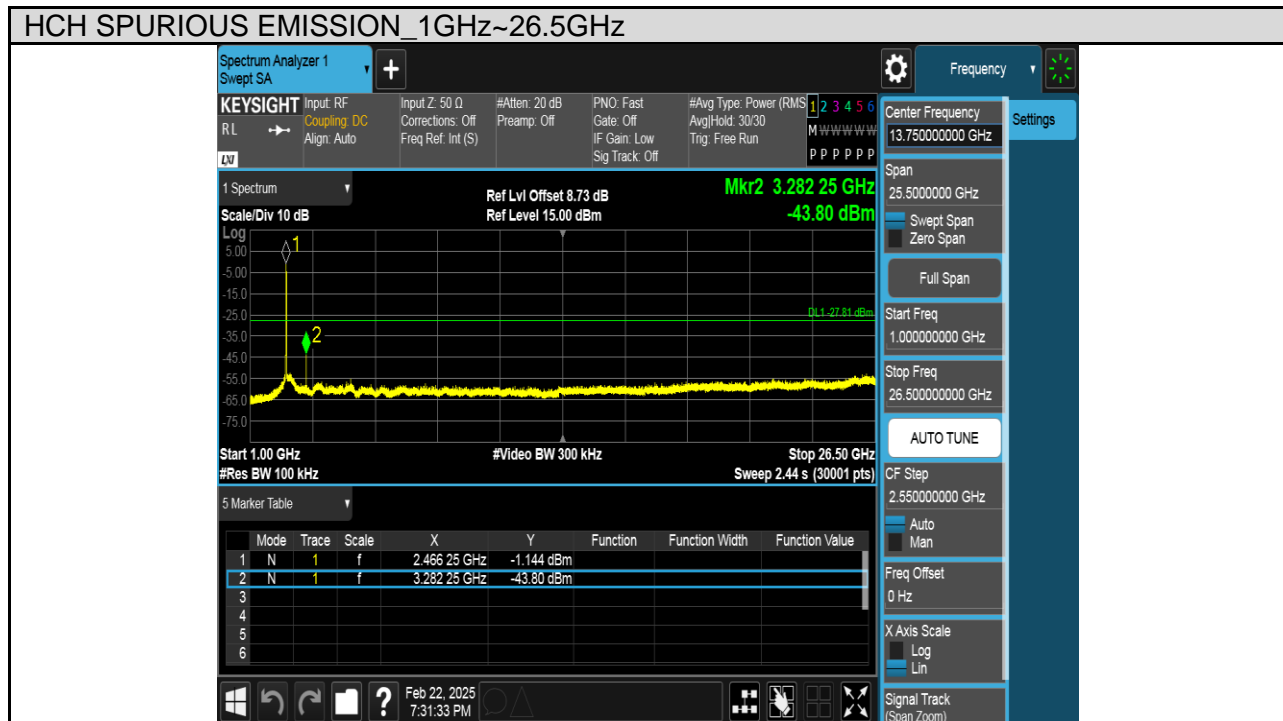 HCH SPURIOUS EMISSION_1GHz~26.5GHz
Spectrum Analyzer 1
Swept SA
+
Frequency
KEYSIGHT
RL
LXI
Input: RF
Coupling: DC
Align: Auto
Input Z: 50 Ω
Corrections: Off
Freq Ref: Int (S)
#Atten: 20 dB
Preamp: Off
PNO: Fast
Gate: Off
IF Gain: Low
Sig Track: Off
#Avg Type: Power (RMS
Avg|Hold: 30/30
Trig: Free Run
1 2 3 4 5 6
M W W W W W
P P P P P P
Center Frequency
13.750000000 GHz
Settings
Span
25.5000000 GHz
Swept Span
Zero Span
Full Span
Start Freq
1.000000000 GHz
Stop Freq
26.500000000 GHz
AUTO TUNE
CF Step
2.550000000 GHz
Auto
Man
Freq Offset
0 Hz
X Axis Scale
Log
Lin
Signal Track
(Span Zoom)
1 Spectrum
Scale/Div 10 dB
Ref Lvl Offset 8.73 dB
Ref Level 15.00 dBm
Mkr2 3.282 25 GHz
-43.80 dBm
Log
5.00
-5.00
-15.0
-25.0
-35.0
-45.0
-55.0
-65.0
-75.0
1
2
DL1 -27.81 dBm
Start 1.00 GHz
#Res BW 100 kHz
#Video BW 300 kHz
Stop 26.50 GHz
Sweep 2.44 s (30001 pts)
5 Marker Table
Mode Trace Scale X Y Function Function Width Function Value
1 N 1 f 2.466 25 GHz -1.144 dBm
2 N 1 f 3.282 25 GHz -43.80 dBm
3
4
5
6
?
Feb 22, 2025
7:31:33 PM